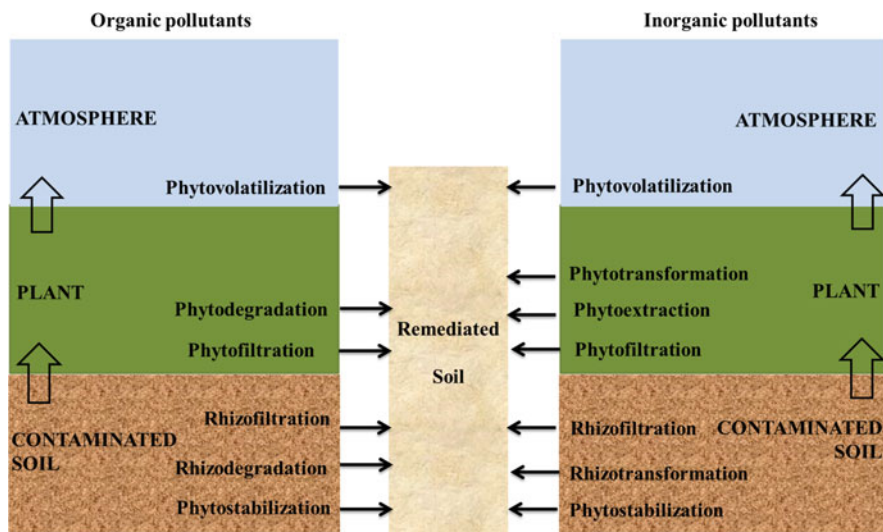 Organic pollutants
Inorganic pollutants
ATMOSPHERE
ATMOSPHERE
Phytovolatilization
Phytovolatilization
PLANT
Phytodegradation
Phytofiltration
Phytotransformation
Phytoextraction
Phytofiltration
PLANT
Remediated
Soil
CONTAMINATED
SOIL
Rhizofiltration
Rhizodegradation
Phytostabilization
Rhizofiltration
Rhizotransformation
Phytostabilization
CONTAMINATED
SOIL